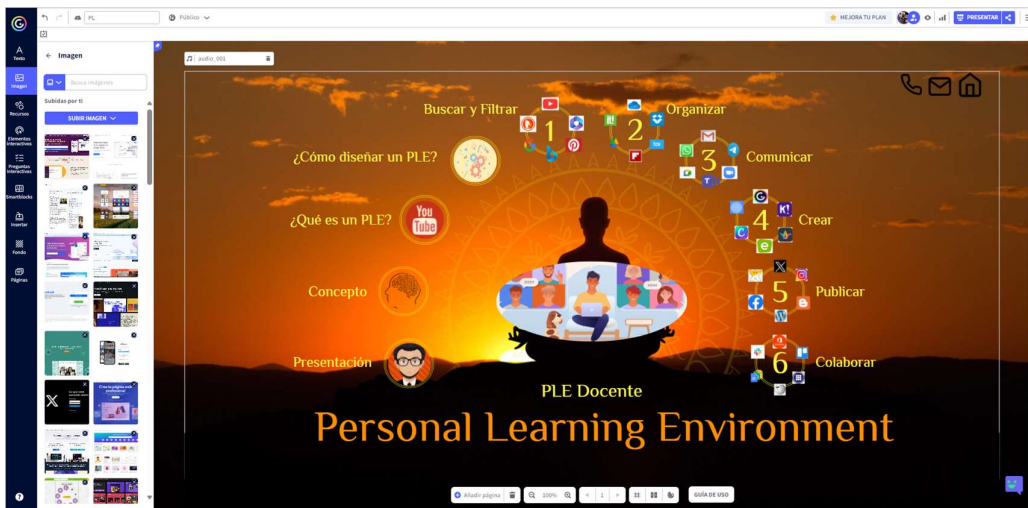 PL
Público
MEJORA TU PLAN
PRESENTAR
Texto
Imagen
Recursos
Elementos
interactivos
Preguntas
interactivas
Smartblocks
Insertar
Fondo
Páginas
Imagen
Busca imágenes
Subidas por ti
SUBIR IMAGEN
audio_001
Buscar y Filtrar
1
2
Organizar
¿Cómo diseñar un PLE?
3
Comunicar
¿Qué es un PLE?
You
Tube
4
Crear
Concepto
5
Publicar
Presentación
6
Colaborar
PLE Docente
Personal Learning Environment
Añadir página
100%
1
GUÍA DE USO